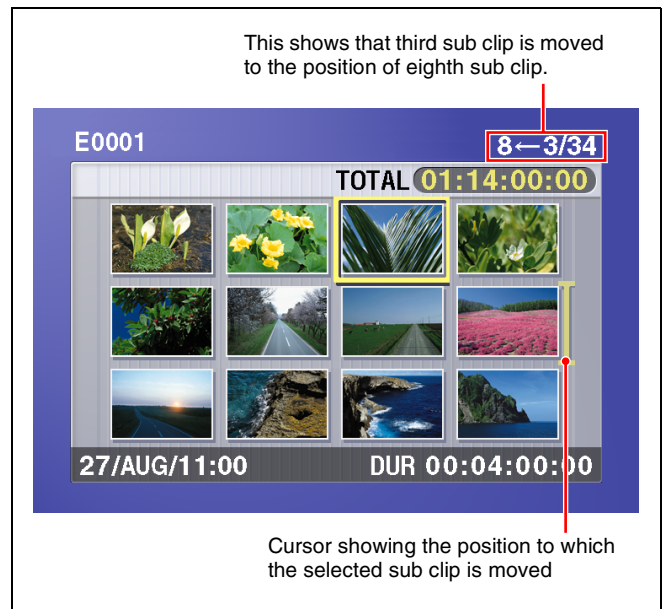 This shows that third sub clip is moved
to the position of eighth sub clip.
E0001
8←3/34
TOTAL 01:14:00:00
27/AUG/11:00
DUR 00:04:00:00
Cursor showing the position to which
the selected sub clip is moved